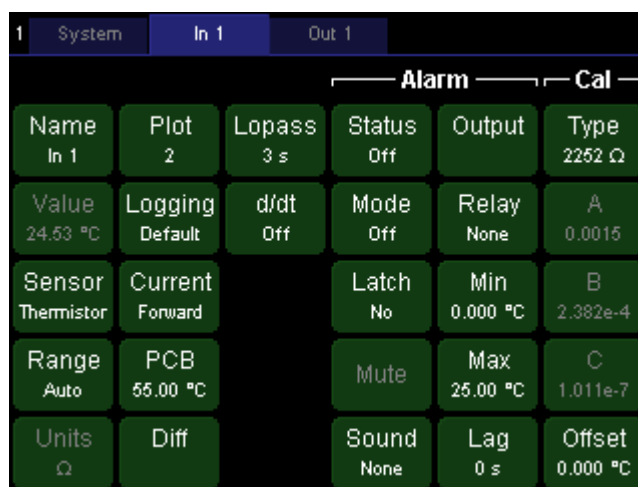 1 System In 1 Out 1
Alarm Cal
Name Plot Lopass Status Output Type
In 1 2 3 s Off 2252 Ω
Value Logging d/dt Mode Relay A
24.53 °C Default Off Off None 0.0015
Sensor Current Latch Min B
Thermistor Forward No 0.000 °C 2.382e-4
Range PCB Mute Max C
Auto 55.00 °C 25.00 °C 1.011e-7
Units Diff Sound Lag Offset
Ω None 0 s 0.000 °C